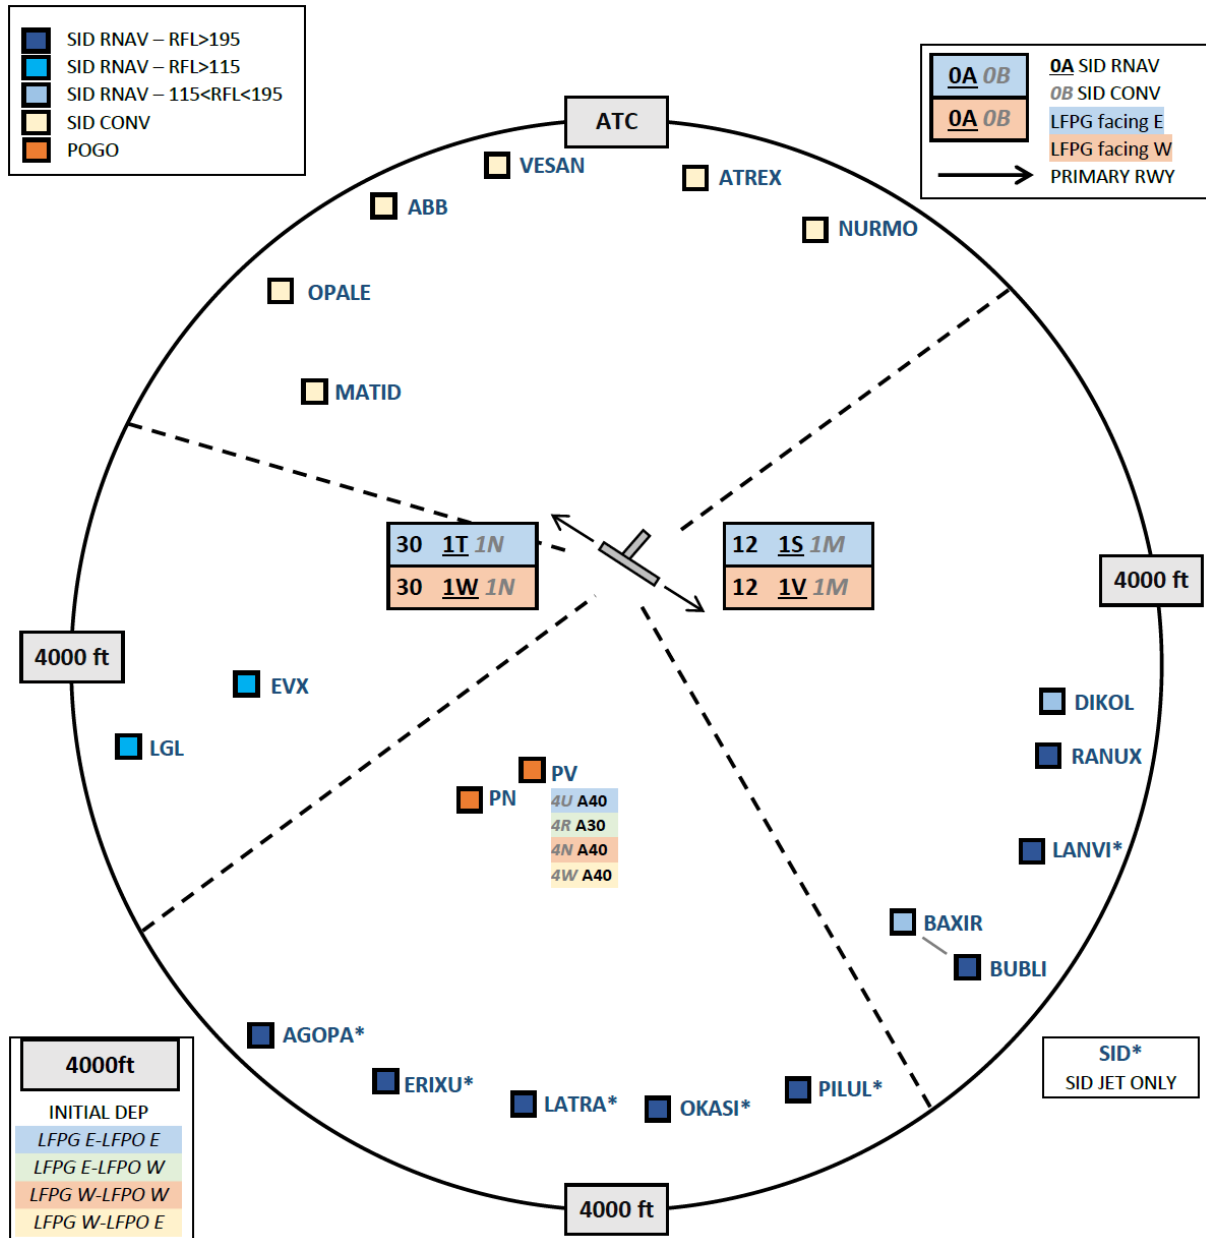 SID RNAV – RFL>195
SID RNAV – RFL>115
SID RNAV – 115<RFL<195
SID CONV
POGO
0A 0B
0A 0B
0A SID RNAV
0B SID CONV
LFPG facing E
LFPG facing W
PRIMARY RWY
ATC
VESAN
ATREX
ABB
NURMO
OPALE
MATID
30 1T 1N
30 1W 1N
12 1S 1M
12 1V 1M
4000 ft
4000 ft
EVX
LGL
DIKOL
RANUX
PV
PN
4U A40
4R A30
4N A40
4W A40
LANVI*
BAXIR
BUBLI
AGOPA*
ERIXU*
LATRA*
OKASI*
PILUL*
4000 ft
4000ft
INITIAL DEP
LFPG E-LFPO E
LFPG E-LFPO W
LFPG W-LFPO W
LFPG W-LFPO E
SID*
SID JET ONLY